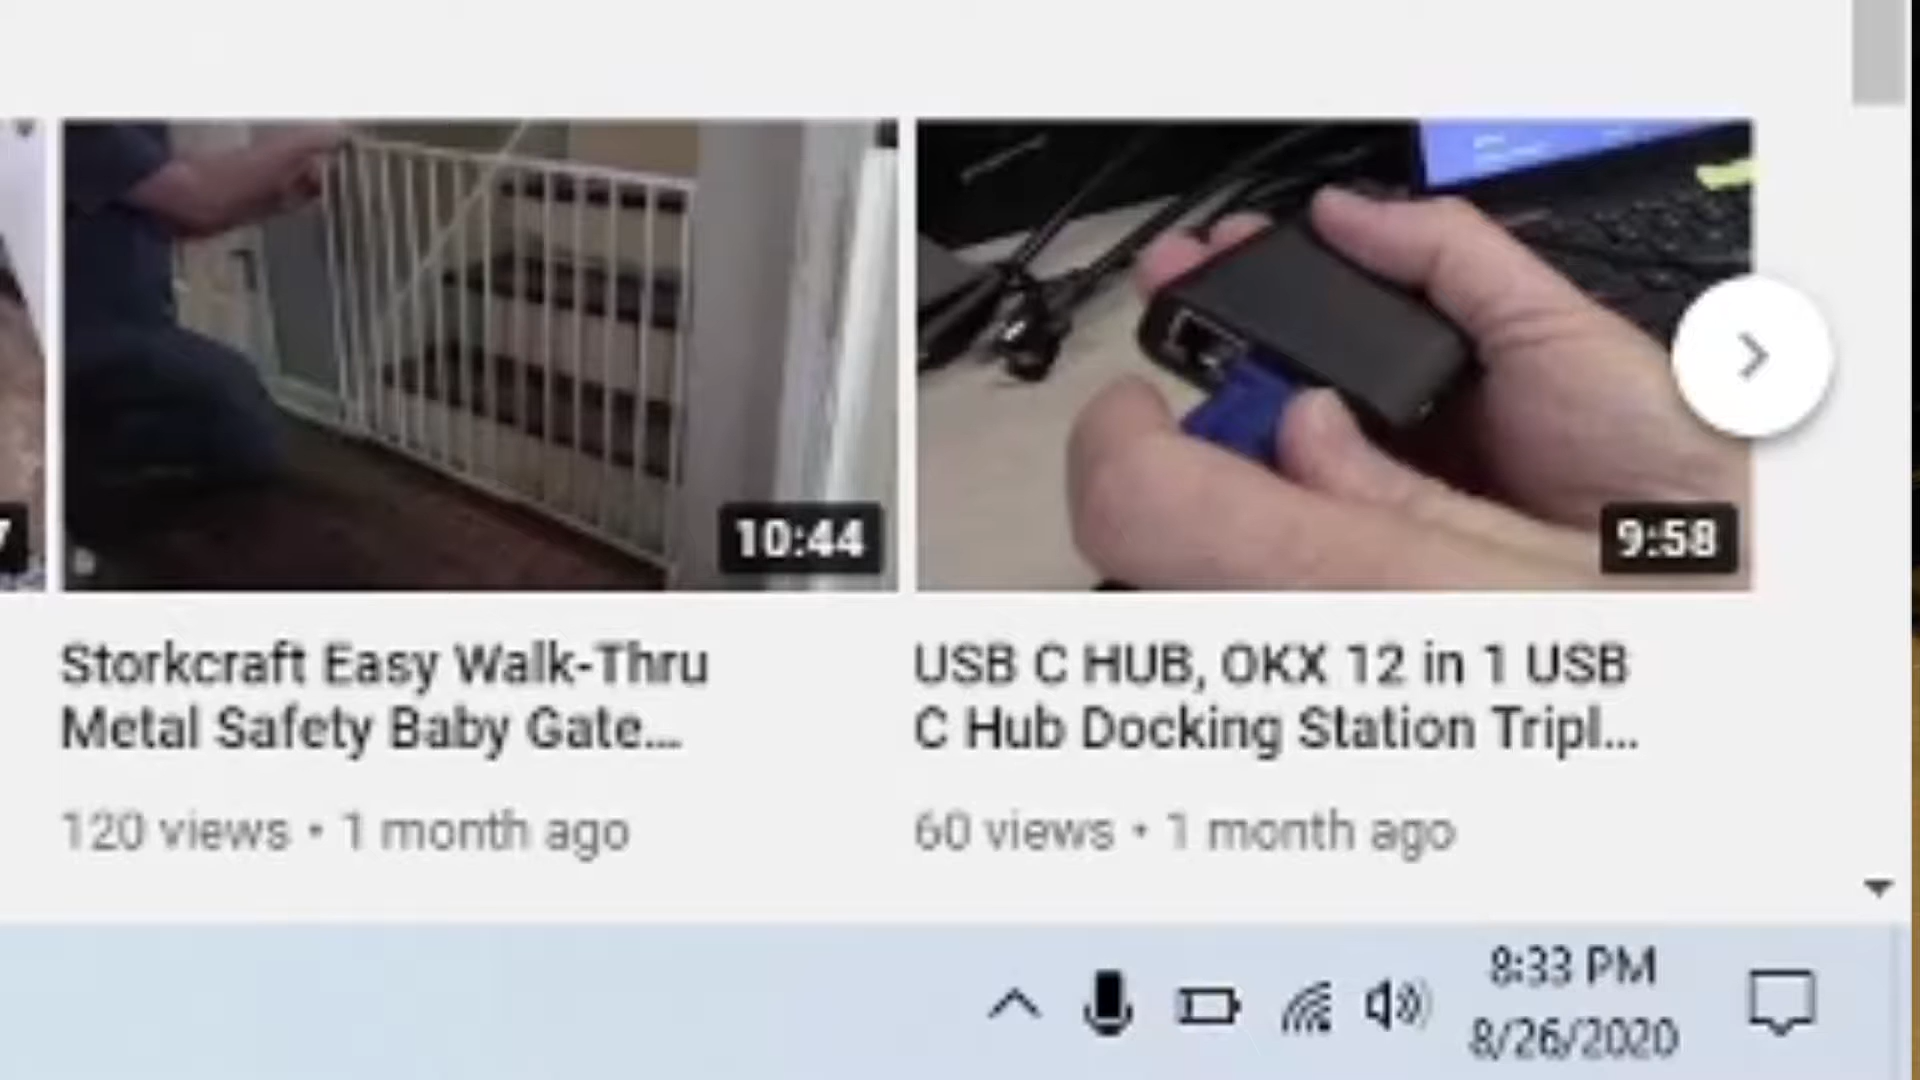 7
10:44
9:58
Storkcraft Easy Walk-Thru
Metal Safety Baby Gate...
USB C HUB, OKX 12 in 1 USB
C Hub Docking Station Tripl...
120 views • 1 month ago
60 views • 1 month ago
8:33 PM
8/26/2020